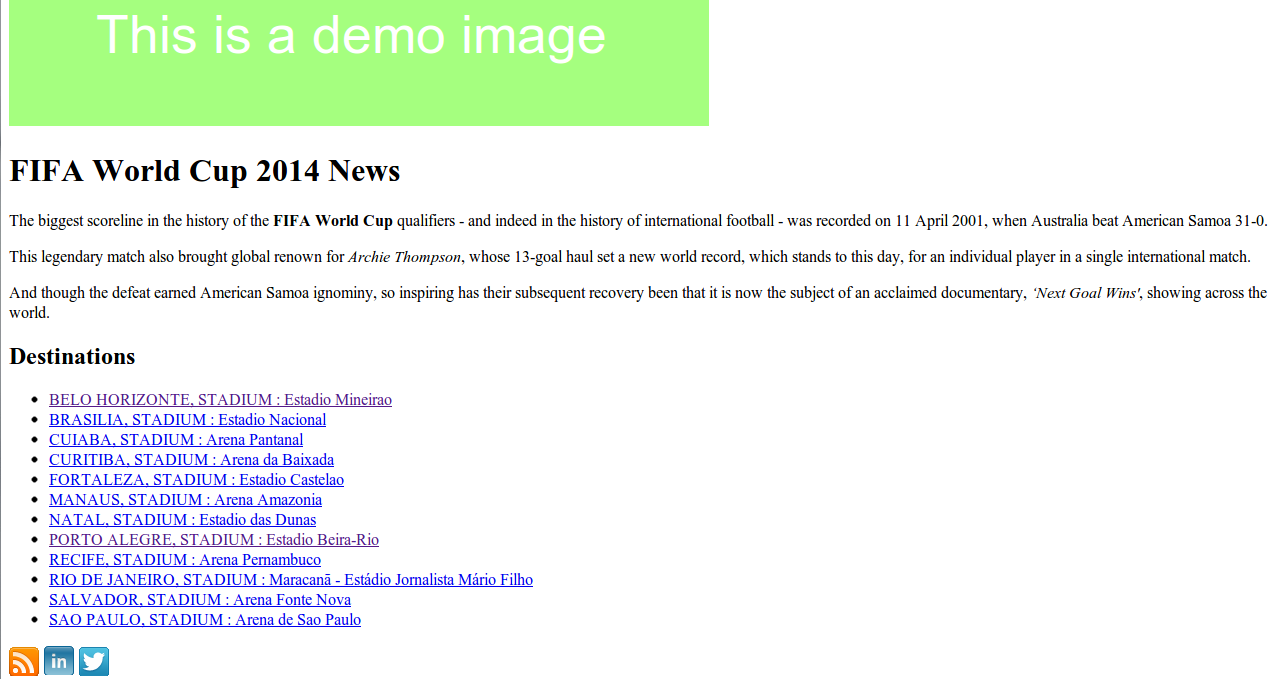 This is a demo image
FIFA World Cup 2014 News
The biggest scoreline in the history of the FIFA World Cup qualifiers - and indeed in the history of international football - was recorded on 11 April 2001, when Australia beat American Samoa 31-0.
This legendary match also brought global renown for Archie Thompson, whose 13-goal haul set a new world record, which stands to this day, for an individual player in a single international match.
And though the defeat earned American Samoa ignominy, so inspiring has their subsequent recovery been that it is now the subject of an acclaimed documentary, ‘Next Goal Wins', showing across the
world.
Destinations
BELO HORIZONTE, STADIUM : Estadio Mineirao
BRASILIA, STADIUM : Estadio Nacional
CUIABA, STADIUM : Arena Pantanal
CURITIBA, STADIUM : Arena da Baixada
FORTALEZA, STADIUM : Estadio Castelao
MANAUS, STADIUM : Arena Amazonia
NATAL, STADIUM : Estadio das Dunas
PORTO ALEGRE, STADIUM : Estadio Beira-Rio
RECIFE, STADIUM : Arena Pernambuco
RIO DE JANEIRO, STADIUM : Maracanã - Estádio Jornalista Mário Filho
SALVADOR, STADIUM : Arena Fonte Nova
SAO PAULO, STADIUM : Arena de Sao Paulo
in